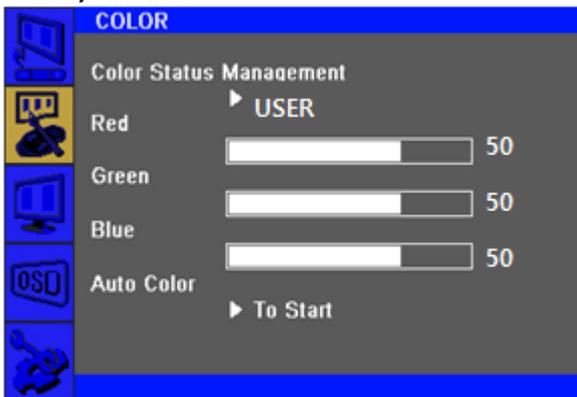 COLOR
Color Status Management
USER
Red
50
Green
50
Blue
50
OSD
Auto Color
To Start